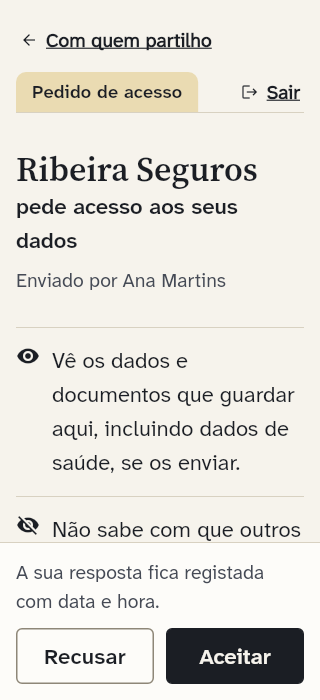 Com quem partilho
Pedido de acesso
Sair
Ribeira Seguros
pede acesso aos seus
dados
Enviado por Ana Martins
Vê os dados e
documentos que guardar
aqui, incluindo dados de
saúde, se os enviar.
Não sabe com que outros
A sua resposta fica registada
com data e hora.
Recusar
Aceitar